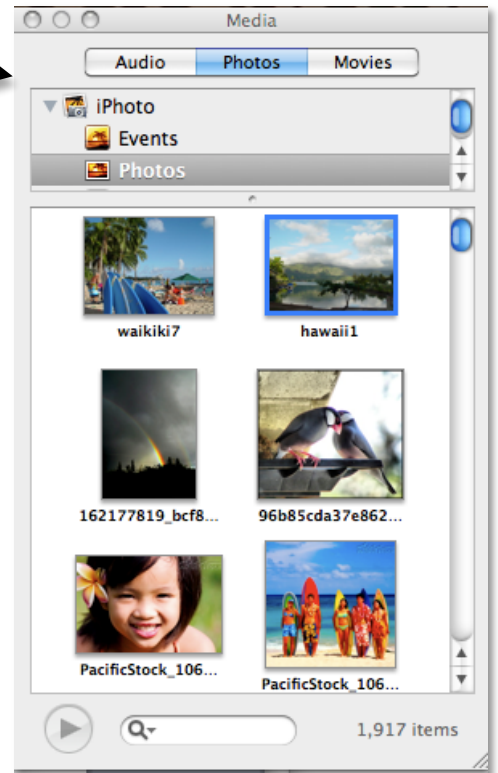 Media
Audio Photos Movies
iPhoto
Events
Photos
waikiki7 hawaii1
162177819_bcf8... 96b85cda37e862...
PacificStock_106... PacificStock_106...
1,917 items